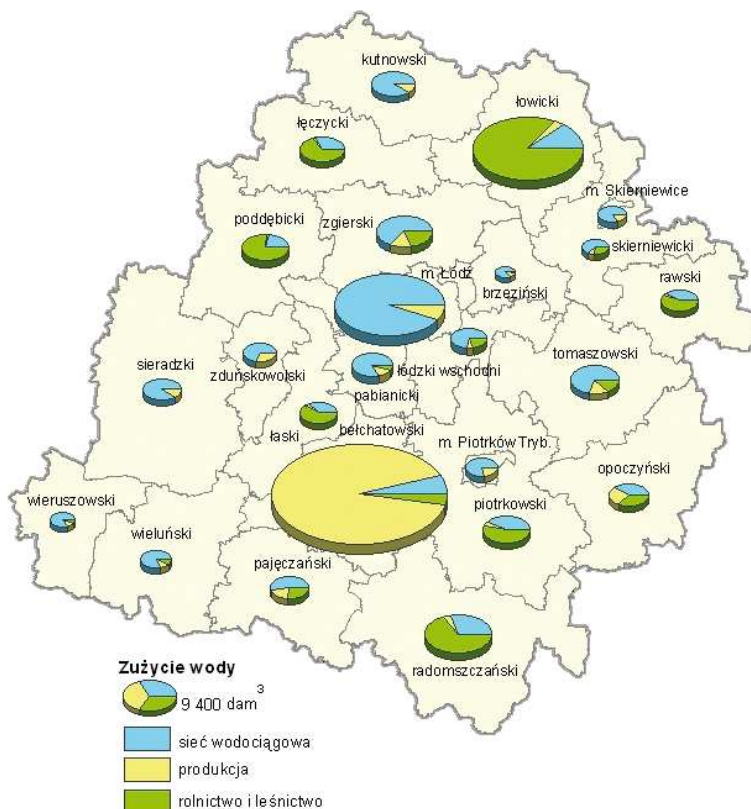 kutnowski
łowicki
łęczycki
m. Skierniewice
poddębicki
zgierski
skierniewicki
m. Łódź
brzeziński
rawski
sieradzki
zduńskowolski
łódzki wschodni
tomaszowski
pabianicki
łaski
bełchatowski
m. Piotrków Tryb.
opoczyński
wieruszowski
piotrkowski
wieluński
pajęczański
radomszczański
Zużycie wody
9 400 dam³
sieć wodociągowa
produkcja
rolnictwo i leśnictwo